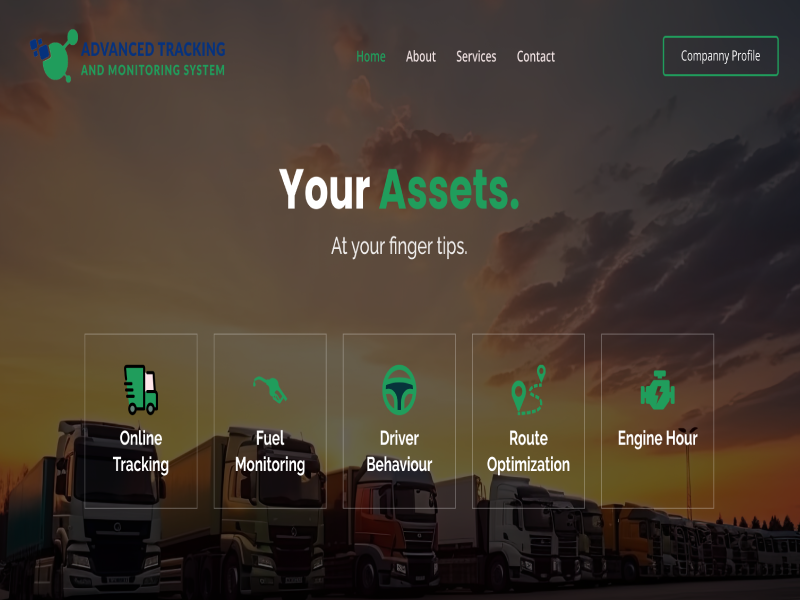 ADVANCED TRACKING
AND MONITORING SYSTEM
Home About Services Contact
Companny Profile
Your Assets.
At your finger tips.
Online
Tracking
Fuel
Monitoring
Driver
Behaviour
Route
Optimization
Engine Hour